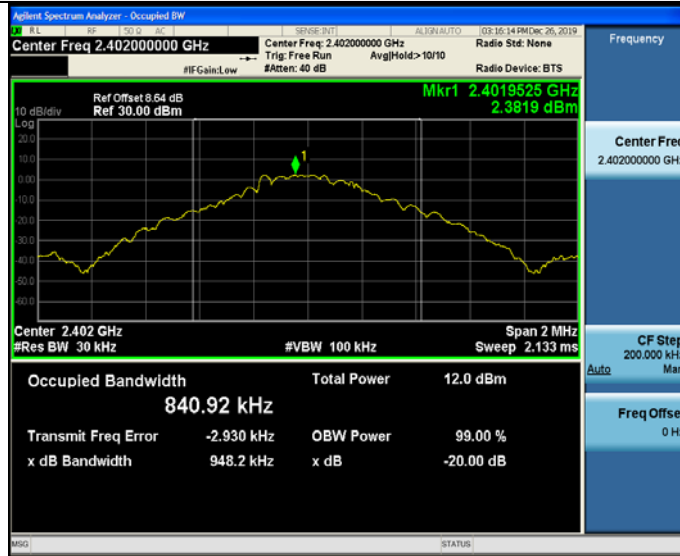 Agilent Spectrum Analyzer - Occupied BW
RL RF 50 Ω AC SENSE:INT ALIGNAUTO 03:16:14 PM Dec 26, 2019
Center Freq 2.402000000 GHz
Center Freq: 2.402000000 GHz
Radio Std: None
Trig: Free Run Avg|Hold:>10/10
#IFGain:Low #Atten: 40 dB Radio Device: BTS
Frequency
Ref Offset 8.64 dB
10 dB/div Ref 30.00 dBm
Mkr1 2.4019525 GHz
2.3819 dBm
Log
20.0
10.0
0.00
-10.0
-20.0
-30.0
-40.0
-50.0
-60.0
1
Center 2.402 GHz Span 2 MHz
#Res BW 30 kHz #VBW 100 kHz Sweep 2.133 ms
Occupied Bandwidth Total Power 12.0 dBm
840.92 kHz
Transmit Freq Error -2.930 kHz OBW Power 99.00 %
x dB Bandwidth 948.2 kHz x dB -20.00 dB
Center Fre
2.402000000 GH
CF Step
200.000 kH
Auto Ma
Freq Offse
0 H
MSG STATUS